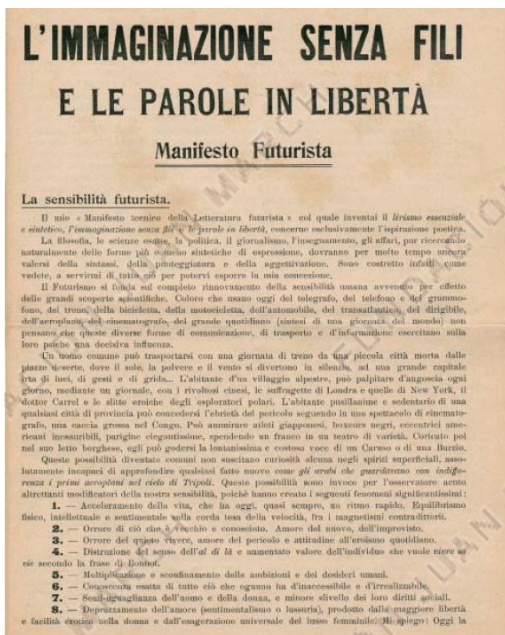 L'IMMAGINAZIONE SENZA FILI
E LE PAROLE IN LIBERTÀ
Manifesto Futurista
La sensibilità futurista.
Il mio « Manifesto tecnico della Letteratura futurista » col quale inventai il lirismo essenziale
e sintetico, l'immaginazione senza fili e le parole in libertà, concerne esclusivamente l'ispirazione poetica.
La filosofia, le scienze esatte, la politica, il giornalismo, l'insegnamento, gli affari, pur ricercando
naturalmente delle forme più o meno sintetiche di espressione, dovranno per molto tempo ancora
valersi della sintassi, della punteggiatura e della aggettivazione. Sono costretto infatti, come
vedete, a servirmi di tutto ciò per potervi esporre la mia concezione.
Il Futurismo si fonda sul completo rinnovamento della sensibilità umana avvenuto per effetto
delle grandi scoperte scientifiche. Coloro che usano oggi del telegrafo, del telefono e del grammo-
fono, del treno, della bicicletta, della motocicletta, dell'automobile, del transatlantico, del dirigibile,
dell'aeroplano, del cinematografo, del grande quotidiano (sintesi di una giornata del mondo) non
pensano che queste diverse forme di comunicazione, di trasporto e d'informazione esercitano sulla
loro psiche una decisiva influenza.
Un uomo comune può trasportarsi con una giornata di treno da una piccola città morta dalle
piazze deserte, dove il sole, la polvere e il vento si divertono in silenzio, ad una grande capitale
irta di luci, di gesti e di grida... L'abitante d'un villaggio alpestre, può palpitare d'angoscia ogni
giorno, mediante un giornale, con i rivoltosi cinesi, le suffragette di Londra e quelle di New York, il
dottor Carrel e le slitte eroiche degli esploratori polari. L'abitante pusillanime e sedentario di una
qualsiasi città di provincia può concedersi l'ebrietà del pericolo seguendo in uno spettacolo di cinemato-
grafo, una caccia grossa nel Congo. Può ammirare atleti giapponesi, boxeurs negri, eccentrici ame-
ricani inesauribili, parigine elegantissime, spendendo un franco in un teatro di varietà. Coricato poi
nel suo letto borghese, egli può godersi la lontanissima e costosa voce di un Caruso o di una Burzio.
Queste possibilità diventate comuni non suscitano curiosità alcuna negli spiriti superficiali, asso-
lutamente incapaci di approfondire qualsiasi fatto nuovo come gli arabi che guardavano con indiffe-
renza i primi aeroplani nel cielo di Tripoli. Queste possibilità sono invece per l'osservatore acuto
altrettanti modificatori della nostra sensibilità, poichè hanno creato i seguenti fenomeni significantissimi:
1. — Acceleramento della vita, che ha oggi, quasi sempre, un ritmo rapido. Equilibrismo
fisico, intellettuale e sentimentale sulla corda tesa della velocità, fra i magnetismi contradditorii.
2. — Orrore di ciò che è vecchio e conosciuto. Amore del nuovo, dell'imprevisto.
3. — Orrore del quieto vivere, amore del pericolo e attitudine all'eroismo quotidiano.
4. — Distruzione del senso dell'al di là e aumentato valore dell'individuo che vuole vivre sa
vie secondo la frase di Bonnot.
5. — Moltiplicazione e sconfinamento delle ambizioni e dei desideri umani.
6. — Conoscenza esatta di tutto ciò che ognuno ha d'inaccessibile e d'irrealizzabile.
7. — Semi-uguaglianza dell'uomo e della donna, e minore slivello dei loro diritti sociali.
8. — Deprezzamento dell'amore (sentimentalismo o lussuria), prodotto dalla maggiore libertà
e facilità erotica nella donna e dall'esagerazione universale del lusso femminile. Mi spiego: Oggi la